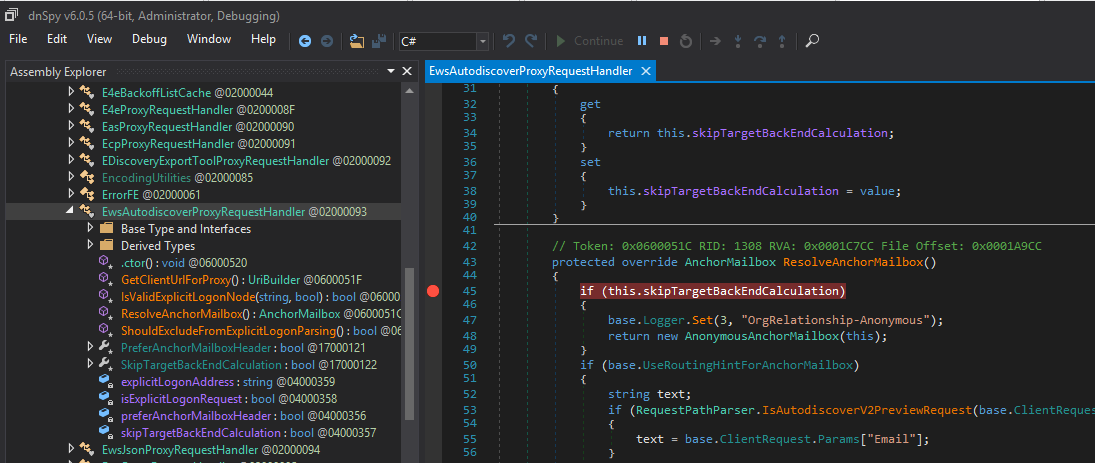 dnSpy v6.0.5 (64-bit, Administrator, Debugging)
File Edit View Debug Window Help C# Continue
Assembly Explorer
E4eBackoffListCache @02000044
E4eProxyRequestHandler @0200008F
EasProxyRequestHandler @02000090
EcpProxyRequestHandler @02000091
EDiscoveryExportToolProxyRequestHandler @02000092
EncodingUtilities @02000085
ErrorFE @02000061
EwsAutodiscoverProxyRequestHandler @02000093
Base Type and Interfaces
Derived Types
.ctor() : void @06000520
GetClientUrlForProxy() : UriBuilder @0600051F
IsValidExplicitLogonNode(string, bool) : bool @06000
ResolveAnchorMailbox() : AnchorMailbox @0600051C
ShouldExcludeFromExplicitLogonParsing() : bool @06
PreferAnchorMailboxHeader : bool @17000121
SkipTargetBackEndCalculation : bool @17000122
explicitLogonAddress : string @04000359
isExplicitLogonRequest : bool @04000358
preferAnchorMailboxHeader : bool @04000356
skipTargetBackEndCalculation : bool @04000357
EwsJsonProxyRequestHandler @02000094
EwsAutodiscoverProxyRequestHandler
31 {
32 get
33 {
34 return this.skipTargetBackEndCalculation;
35 }
36 set
37 {
38 this.skipTargetBackEndCalculation = value;
39 }
40 }
41
42 // Token: 0x0600051C RID: 1308 RVA: 0x0001C7CC File Offset: 0x0001A9CC
43 protected override AnchorMailbox ResolveAnchorMailbox()
44 {
45 if (this.skipTargetBackEndCalculation)
46 {
47 base.Logger.Set(3, "OrgRelationship-Anonymous");
48 return new AnonymousAnchorMailbox(this);
49 }
50 if (base.UseRoutingHintForAnchorMailbox)
51 {
52 string text;
53 if (RequestPathParser.IsAutodiscoverV2PreviewRequest(base.ClientReques
54 {
55 text = base.ClientRequest.Params["Email"];
56 }